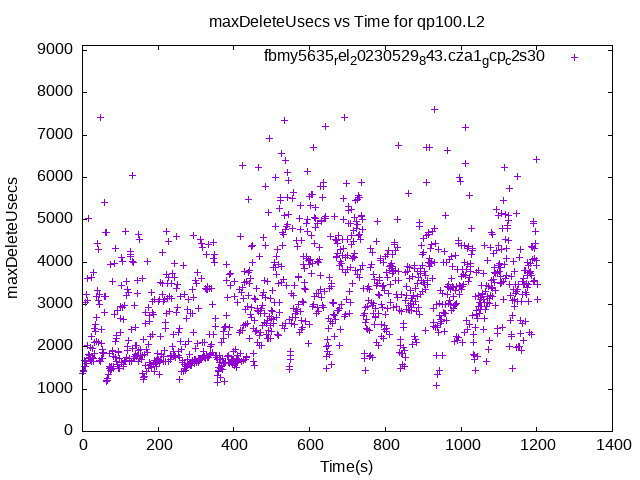 maxDeleteUsecs vs Time for qp100.L2
fbmy5635rel20230529843.cza1gcpc2s30
9000
8000
7000
6000
5000
4000
3000
2000
1000
0
maxDeleteUsecs
0 200 400 600 800 1000 1200 1400
Time(s)